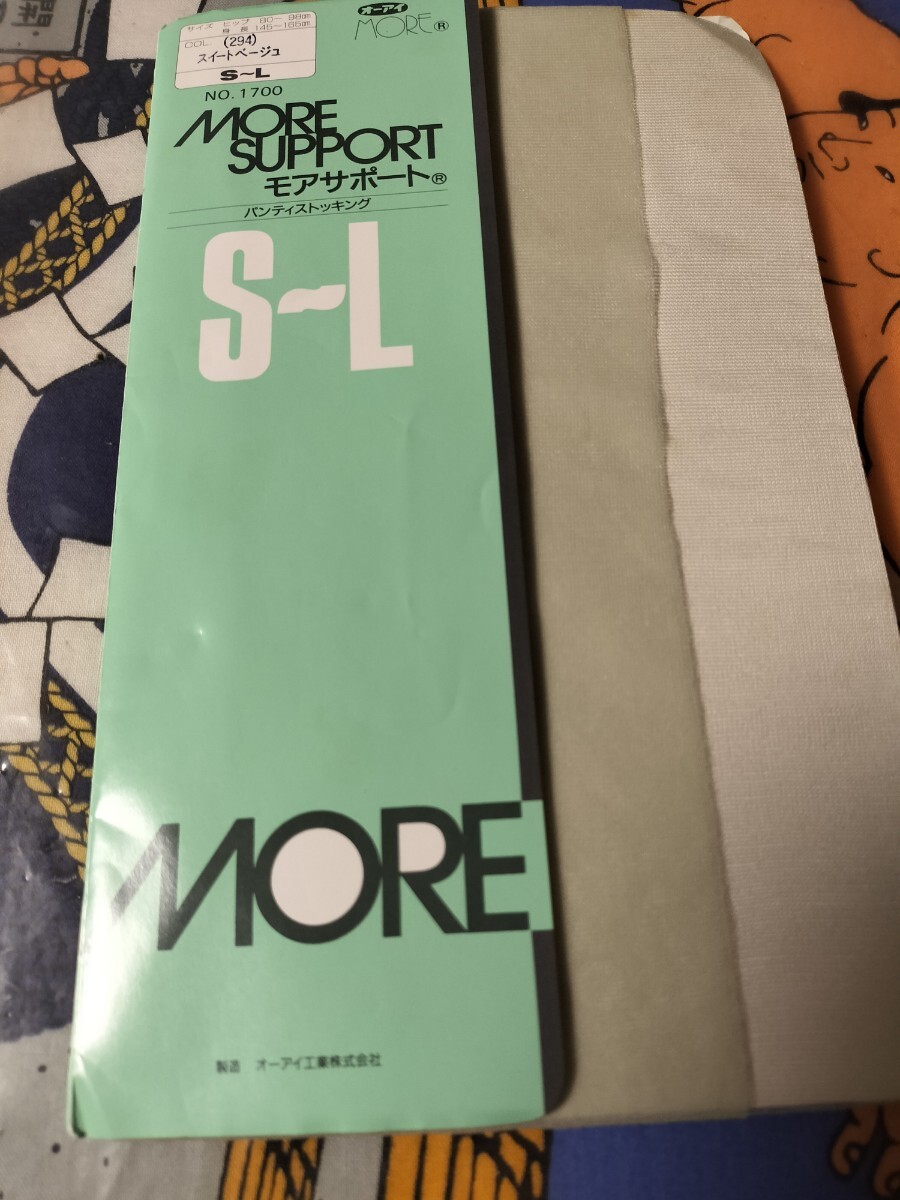 サイズ ヒップ 80～98cm
身長 145～165cm
COL (294)
スイートベージュ
S~L
オーアイ
MORE®
NO.1700
MORE
SUPPORT
モアサポート®
パンティストッキング
S~L
MORE
製造 オーアイ工業株式会社